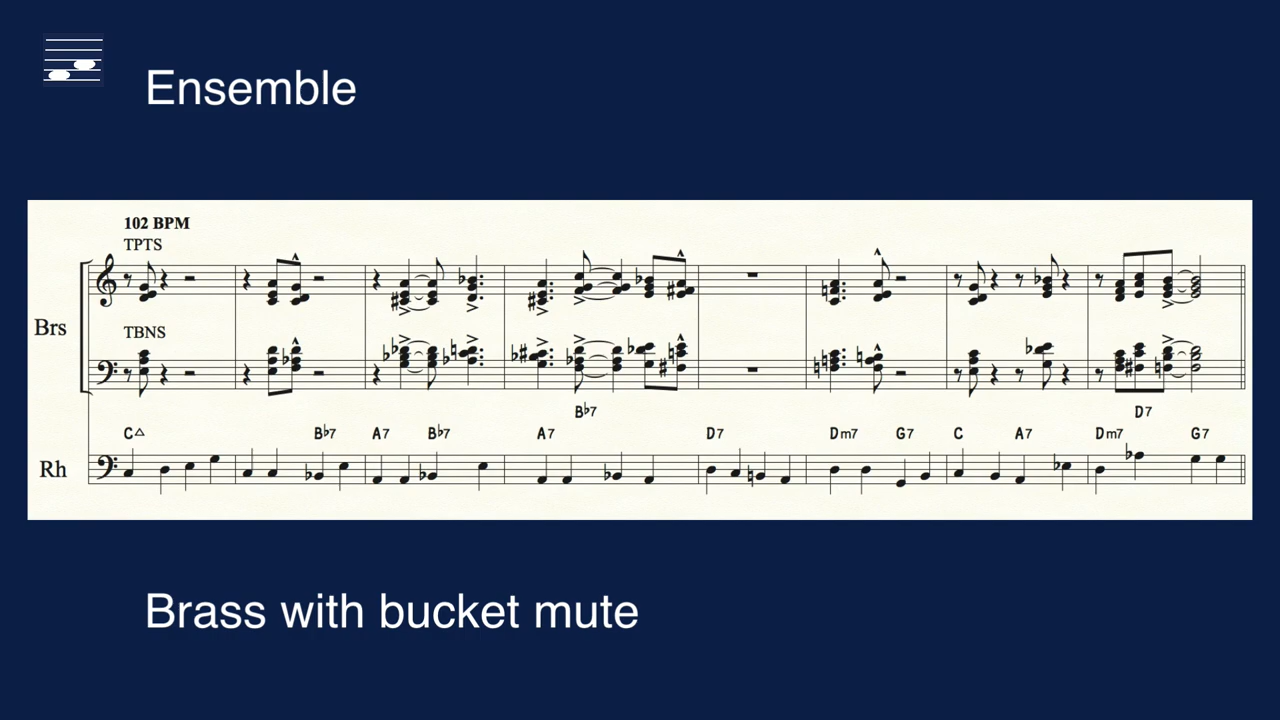 Ensemble
102 BPM
TPTS
Brs
TBNS
B♭7
D7
C△ B♭7 A7 B♭7 A7 D7 Dm7 G7 C A7 Dm7 G7
Rh
Brass with bucket mute